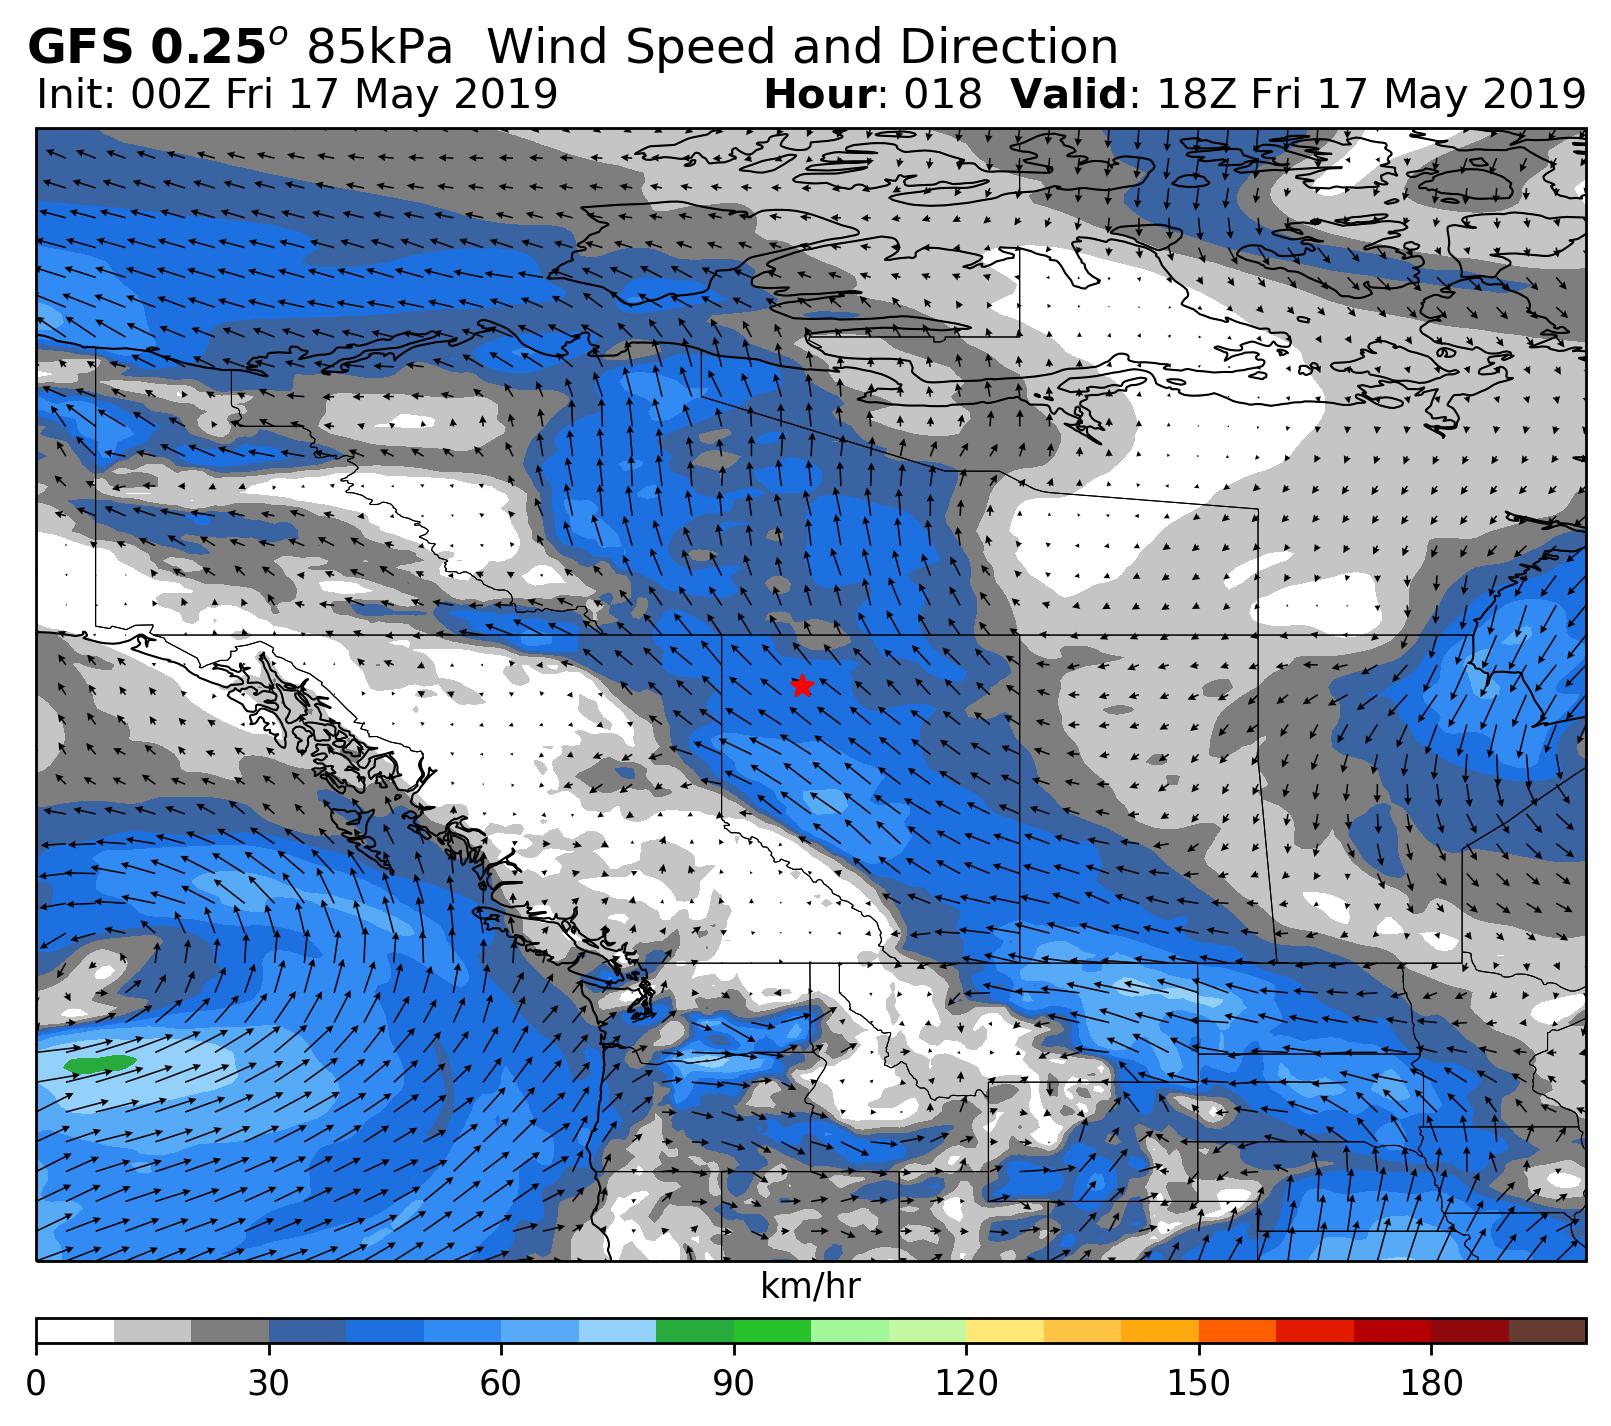 GFS 0.25° 85kPa Wind Speed and Direction
Init: 00Z Fri 17 May 2019 Hour: 018 Valid: 18Z Fri 17 May 2019
km/hr
0 30 60 90 120 150 180